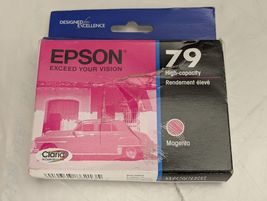 DESIGNED for EXCELLENCE
EPSON
EXCEED YOUR VISION
79
High-capacity
Rendement élevé
Magenta
Claria